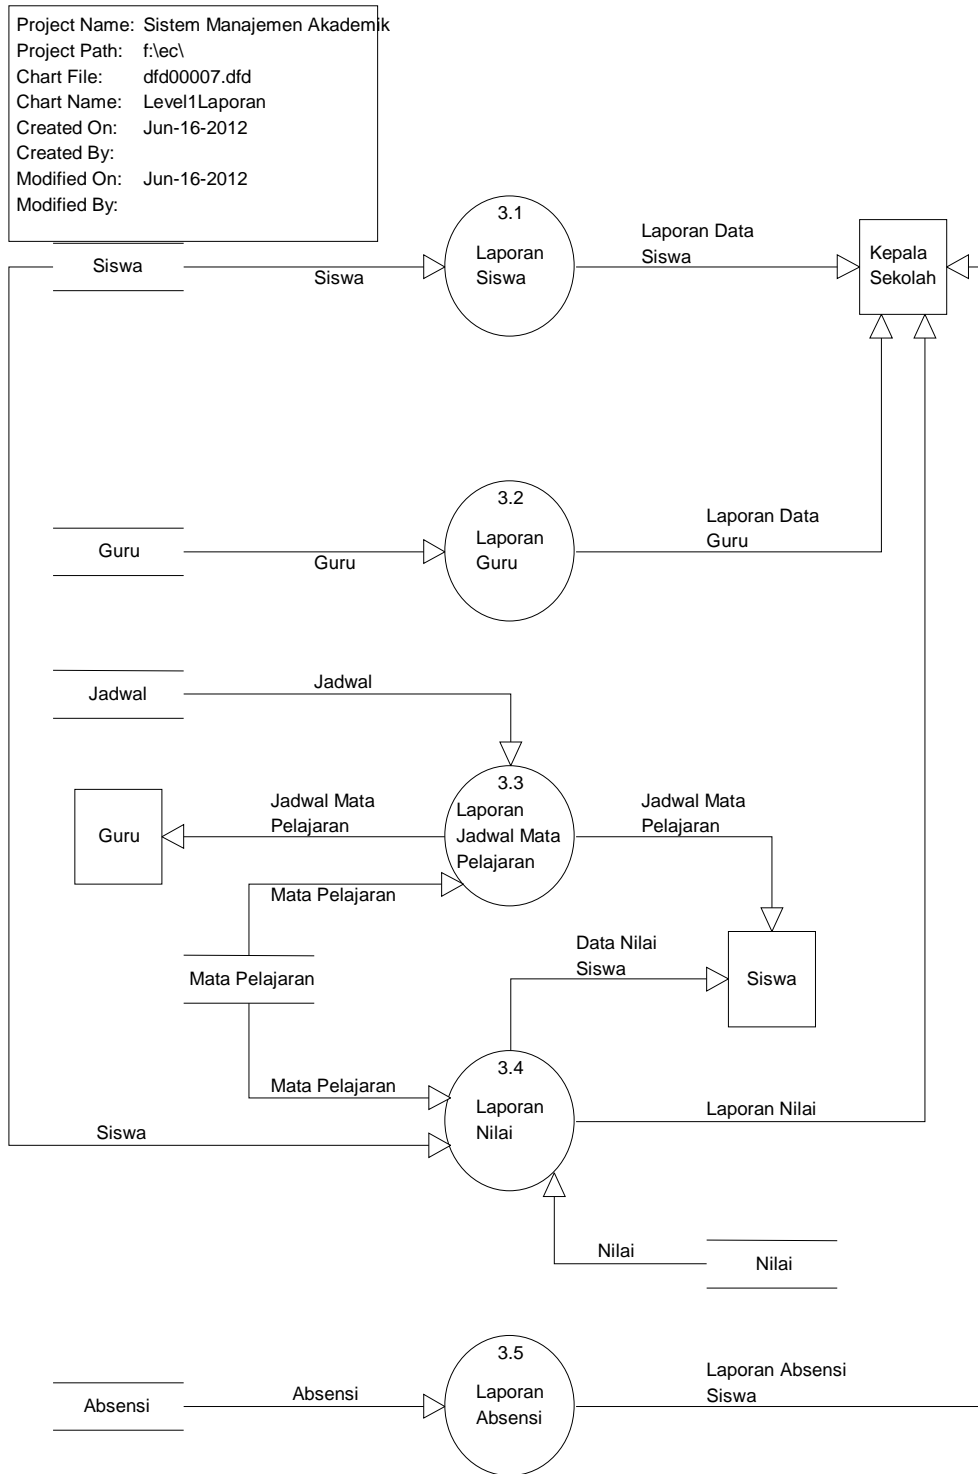 Project Name: Sistem Manajemen Akademik
Project Path: f:\ec\
Chart File: dfd00007.dfd
Chart Name: Level1Laporan
Created On: Jun-16-2012
Created By:
Modified On: Jun-16-2012
Modified By:
Siswa
Siswa
3.1
Laporan
Siswa
Laporan Data
Siswa
Kepala
Sekolah
Guru
Guru
3.2
Laporan
Guru
Laporan Data
Guru
Jadwal
Jadwal
Guru
Jadwal Mata
Pelajaran
3.3
Laporan
Jadwal Mata
Pelajaran
Jadwal Mata
Pelajaran
Mata Pelajaran
Mata Pelajaran
Data Nilai
Siswa
Siswa
Mata Pelajaran
Siswa
3.4
Laporan
Nilai
Laporan Nilai
Nilai
Nilai
Absensi
Absensi
3.5
Laporan
Absensi
Laporan Absensi
Siswa